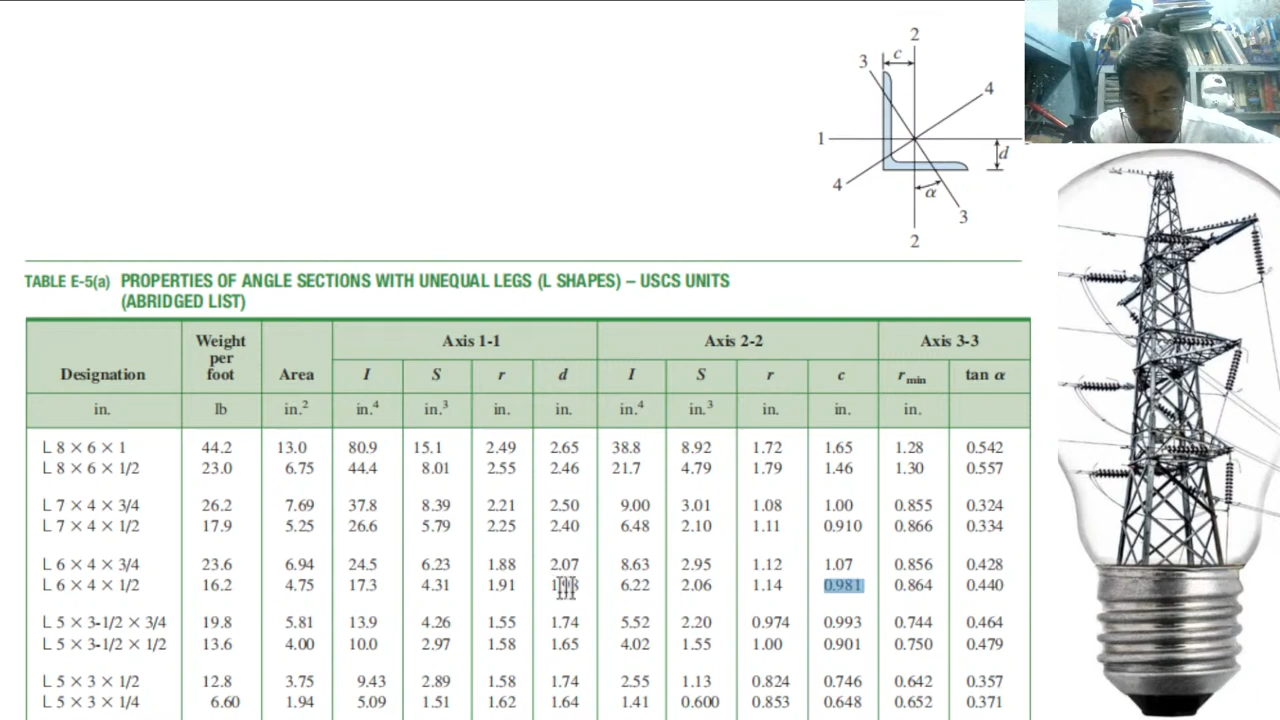 2
3
c
4
1
d
4
α
3
2
TABLE E-5(a) PROPERTIES OF ANGLE SECTIONS WITH UNEQUAL LEGS (L SHAPES) – USCS UNITS
(ABRIDGED LIST)
Weight
per
foot
Axis 1-1 Axis 2-2 Axis 3-3
Designation Area I S r d I S r c r min tan α
in. lb in.² in.⁴ in.³ in. in. in.⁴ in.³ in. in. in.
L 8 × 6 × 1 44.2 13.0 80.9 15.1 2.49 2.65 38.8 8.92 1.72 1.65 1.28 0.542
L 8 × 6 × 1/2 23.0 6.75 44.4 8.01 2.55 2.46 21.7 4.79 1.79 1.46 1.30 0.557
L 7 × 4 × 3/4 26.2 7.69 37.8 8.39 2.21 2.50 9.00 3.01 1.08 1.00 0.855 0.324
L 7 × 4 × 1/2 17.9 5.25 26.6 5.79 2.25 2.40 6.48 2.10 1.11 0.910 0.866 0.334
L 6 × 4 × 3/4 23.6 6.94 24.5 6.23 1.88 2.07 8.63 2.95 1.12 1.07 0.856 0.428
L 6 × 4 × 1/2 16.2 4.75 17.3 4.31 1.91 6.22 2.06 1.14 0.981 0.864 0.440
L 5 × 3-1/2 × 3/4 19.8 5.81 13.9 4.26 1.55 1.74 5.52 2.20 0.974 0.993 0.744 0.464
L 5 × 3-1/2 × 1/2 13.6 4.00 10.0 2.97 1.58 1.65 4.02 1.55 1.00 0.901 0.750 0.479
L 5 × 3 × 1/2 12.8 3.75 9.43 2.89 1.58 1.74 2.55 1.13 0.824 0.746 0.642 0.357
L 5 × 3 × 1/4 6.60 1.94 5.09 1.51 1.62 1.64 1.41 0.600 0.853 0.648 0.652 0.371